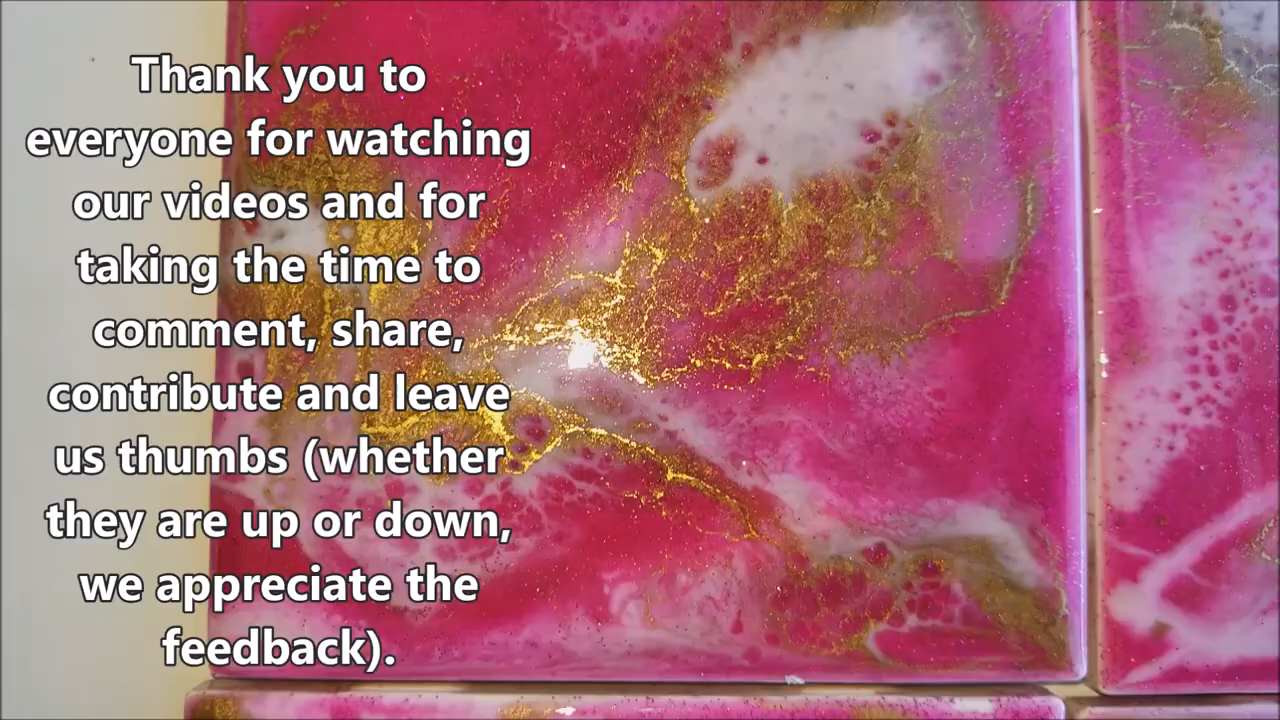 Thank you to
everyone for watching
our videos and for
taking the time to
comment, share,
contribute and leave
us thumbs (whether
they are up or down,
we appreciate the
feedback).